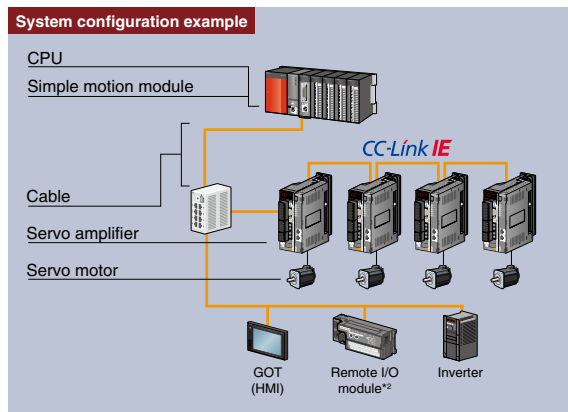 System configuration example
CPU
Simple motion module
CC-Link IE
Cable
Servo amplifier
Servo motor
GOT
(HMI)
Remote I/O
module*2
Inverter